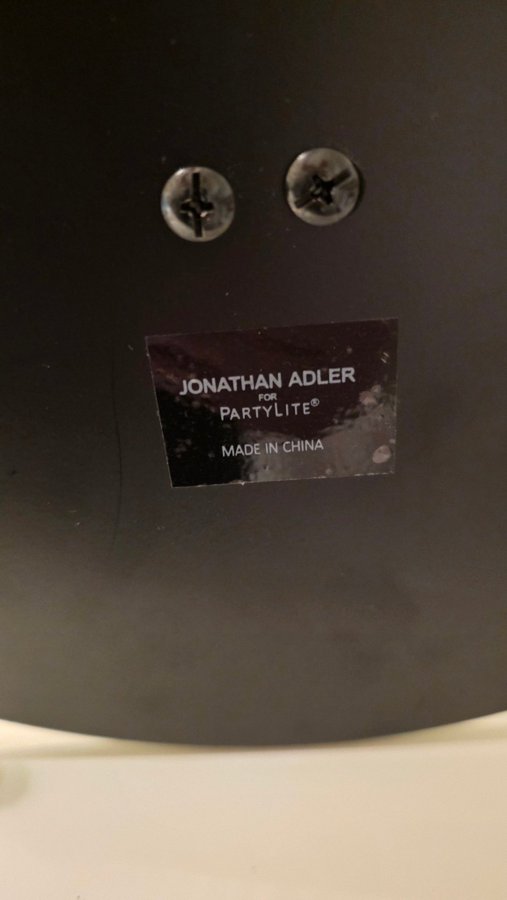 JONATHAN ADLER
FOR
PARTYLITE®
MADE IN CHINA